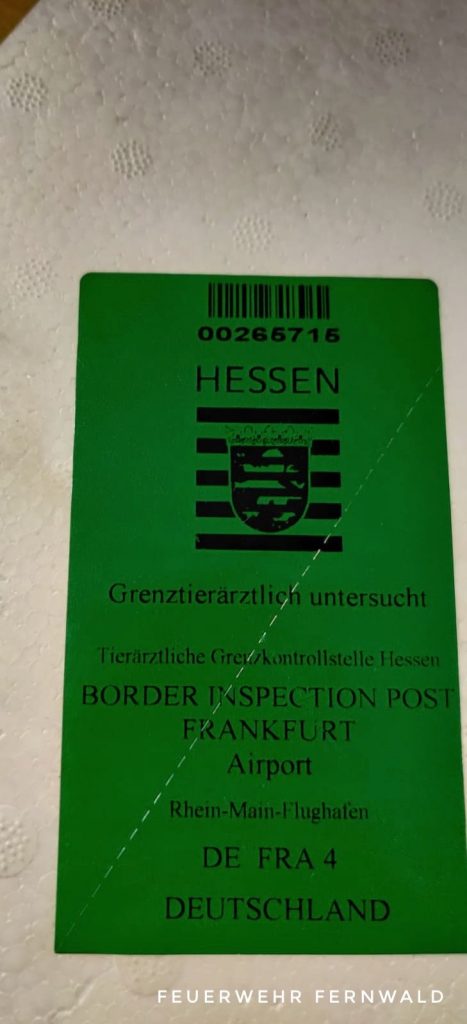 00265715
HESSEN
Grenztierärztlich untersucht
Tierärztliche Grenzkontrollstelle Hessen
BORDER INSPECTION POST
FRANKFURT
Airport
Rhein-Main-Flughafen
DE FRA 4
DEUTSCHLAND
FEUERWEHR FERNWALD